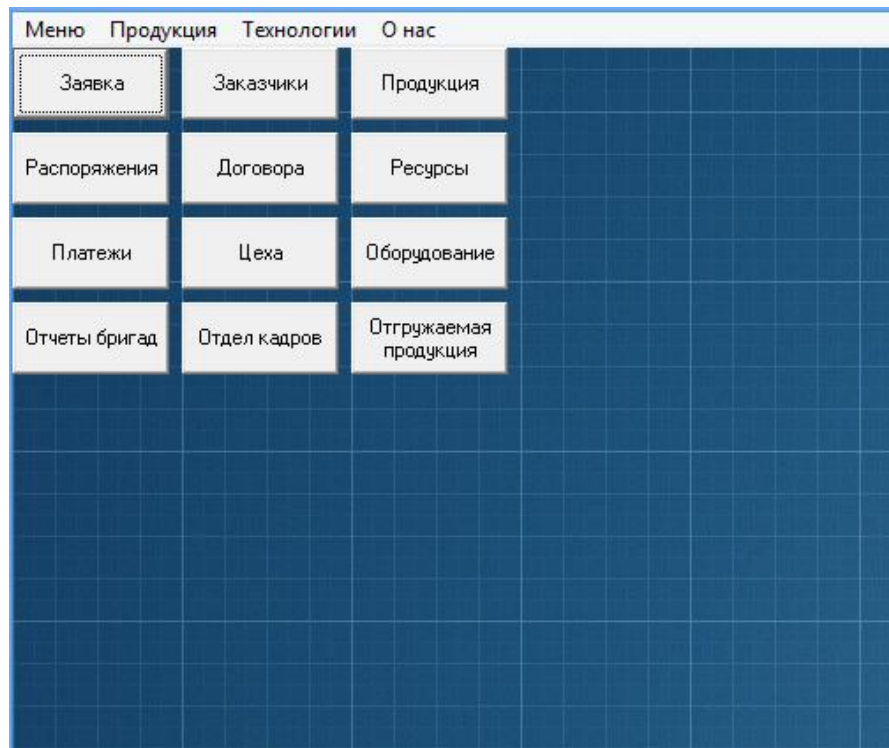 Меню Продукция Технологии О нас
Заявка Заказчики Продукция
Распоряжения Договора Ресурсы
Платежи Цеха Оборудование
Отчеты бригад Отдел кадров Отгружаемая
продукция